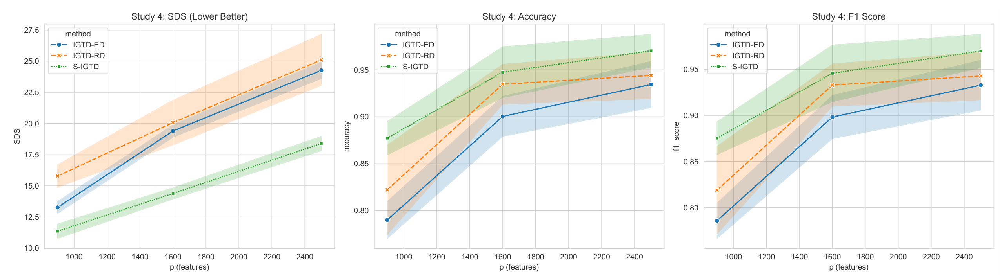 Study 4: SDS (Lower Better)
method
IGTD-ED
IGTD-RD
S-IGTD
27.5
25.0
22.5
20.0
17.5
15.0
12.5
10.0
SDS
1000 1200 1400 1600 1800 2000 2200 2400
p (features)
Study 4: Accuracy
method
IGTD-ED
IGTD-RD
S-IGTD
0.95
0.90
0.85
0.80
accuracy
1000 1200 1400 1600 1800 2000 2200 2400
p (features)
Study 4: F1 Score
method
IGTD-ED
IGTD-RD
S-IGTD
0.95
0.90
0.85
0.80
f1_score
1000 1200 1400 1600 1800 2000 2200 2400
p (features)